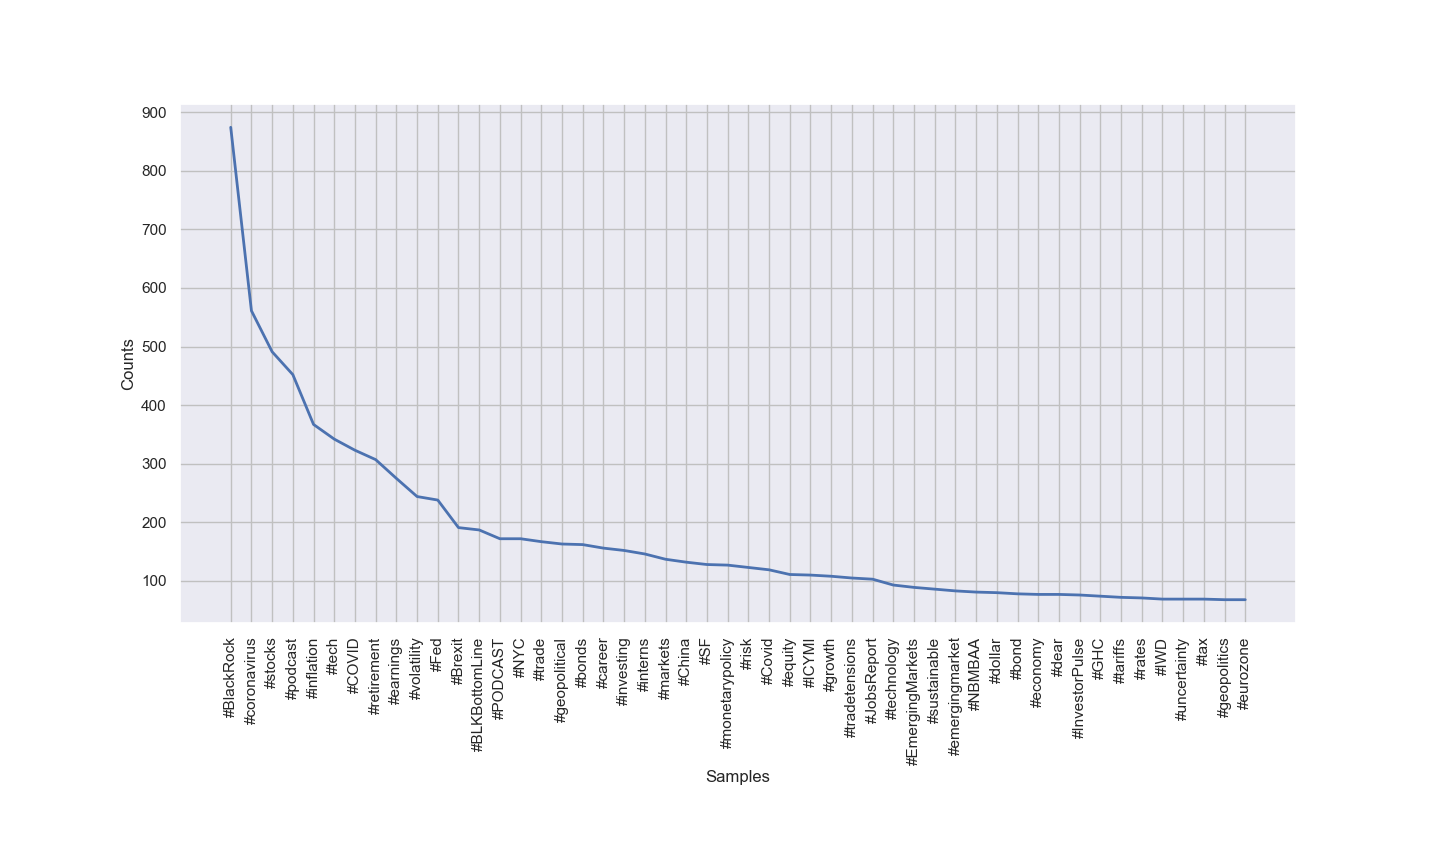 900
800
700
600
500
400
300
200
100
Counts
#BlackRock
#coronavirus
#stocks
#podcast
#inflation
#tech
#COVID
#retirement
#earnings
#volatility
#Fed
#Brexit
#BLKBottomLine
#PODCAST
#NYC
#trade
#geopolitical
#bonds
#career
#investing
#interns
#markets
#China
#SF
#monetarypolicy
#risk
#Covid
#equity
#ICYMI
#growth
#tradetensions
#JobsReport
#technology
#EmergingMarkets
#sustainable
#emergingmarket
#NBMBAA
#dollar
#bond
#economy
#dear
#InvestorPulse
#GHC
#tariffs
#rates
#IWD
#uncertainty
#tax
#geopolitics
#eurozone
Samples